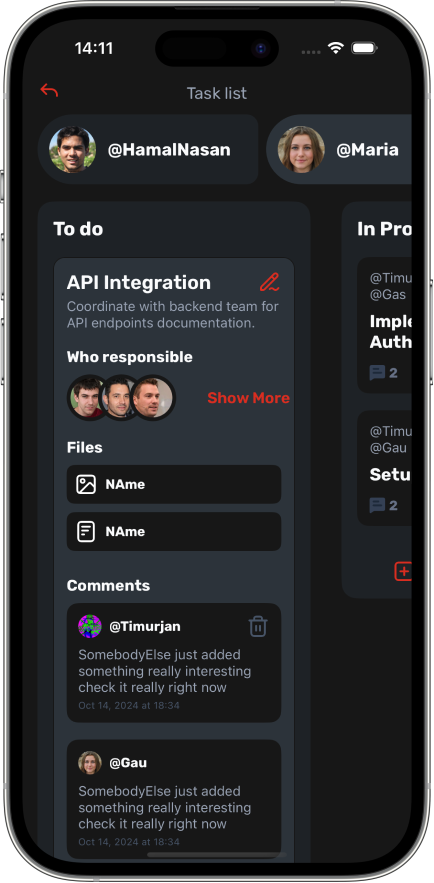 14:11
Task list
@HamalNasan
@Maria
To do
API Integration
Coordinate with backend team for
API endpoints documentation.
Who responsible
Show More
Files
NAme
NAme
Comments
@Timurjan
SomebodyElse just added
something really interesting
check it really right now
Oct 14, 2024 at 18:34
@Gau
SomebodyElse just added
something really interesting
check it really right now
Oct 14, 2024 at 18:34
In Pro
@Timu
@Gas
Imple
Auth
2
@Timu
@Gau
Setu
2